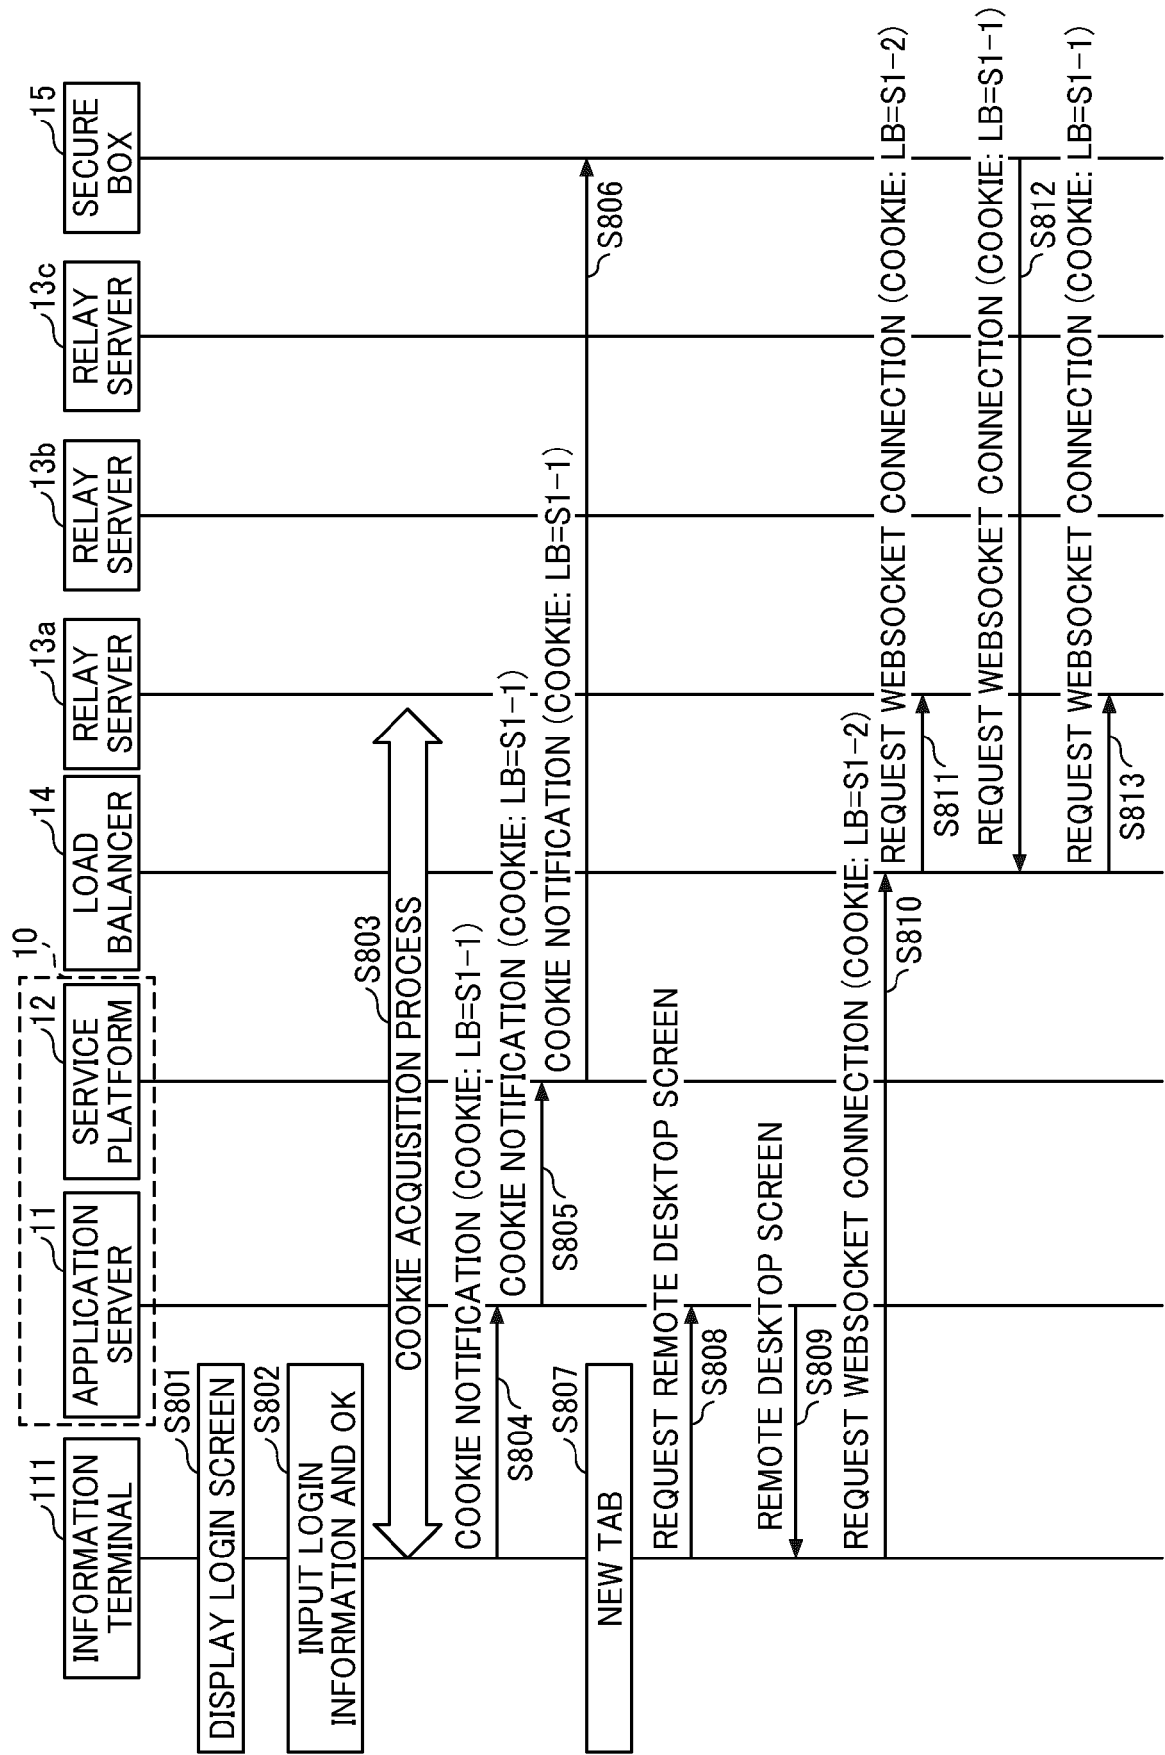 10
111
INFORMATION
TERMINAL
11
APPLICATION
SERVER
12
SERVICE
PLATFORM
14
LOAD
BALANCER
13a
RELAY
SERVER
13b
RELAY
SERVER
13c
RELAY
SERVER
15
SECURE
BOX
S801
DISPLAY LOGIN SCREEN
S802
INPUT LOGIN
INFORMATION AND OK
S803
COOKIE ACQUISITION PROCESS
COOKIE NOTIFICATION (COOKIE: LB=S1-1)
S804
COOKIE NOTIFICATION (COOKIE: LB=S1-1)
S805
COOKIE NOTIFICATION (COOKIE: LB=S1-1)
S806
S807
NEW TAB
REQUEST REMOTE DESKTOP SCREEN
S808
REMOTE DESKTOP SCREEN
S809
REQUEST WEBSOCKET CONNECTION (COOKIE: LB=S1-2)
S810
REQUEST WEBSOCKET CONNECTION (COOKIE: LB=S1-2)
S811
REQUEST WEBSOCKET CONNECTION (COOKIE: LB=S1-1)
S812
REQUEST WEBSOCKET CONNECTION (COOKIE: LB=S1-1)
S813